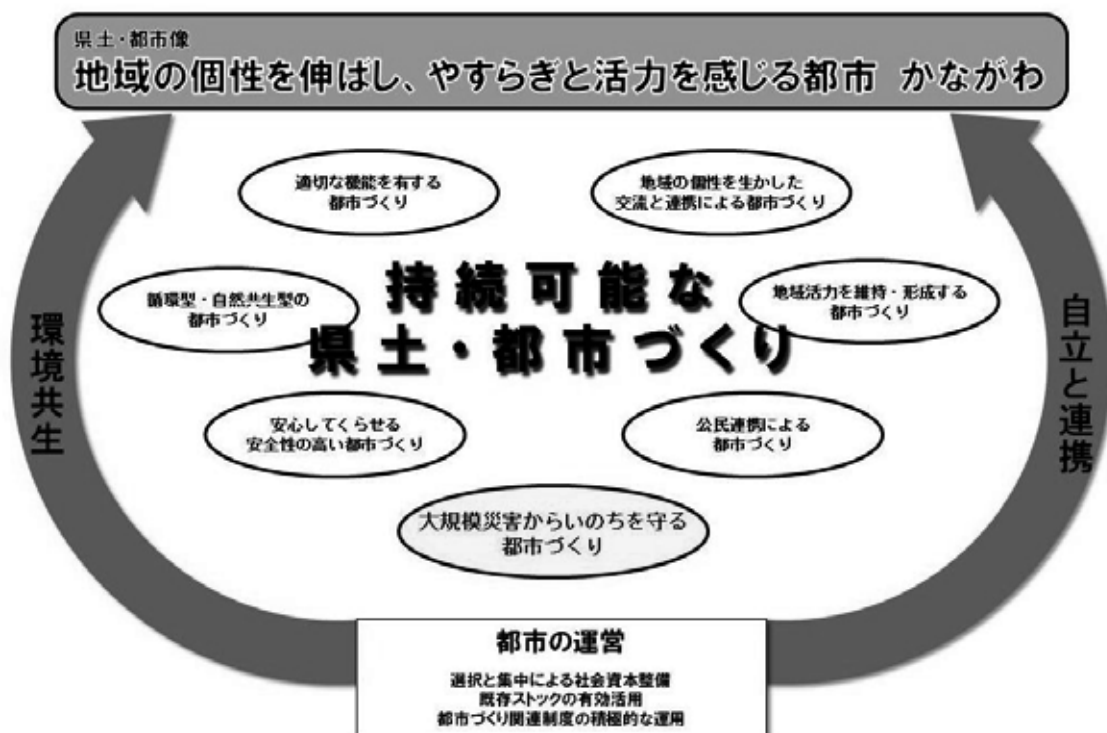 県土・都市像
地域の個性を伸ばし、やすらぎと活力を感じる都市 かながわ
適切な機能を有する
都市づくり
地域の個性を生かした
交流と連携による都市づくり
持続可能な
県土・都市づくり
循環型・自然共生型の
都市づくり
地域活力を維持・形成する
都市づくり
環境共生
自立と連携
安心してくらせる
安全性の高い都市づくり
公民連携による
都市づくり
大規模災害からいのちを守る
都市づくり
都市の運営
選択と集中による社会資本整備
既存ストックの有効活用
都市づくり関連制度の積極的な運用